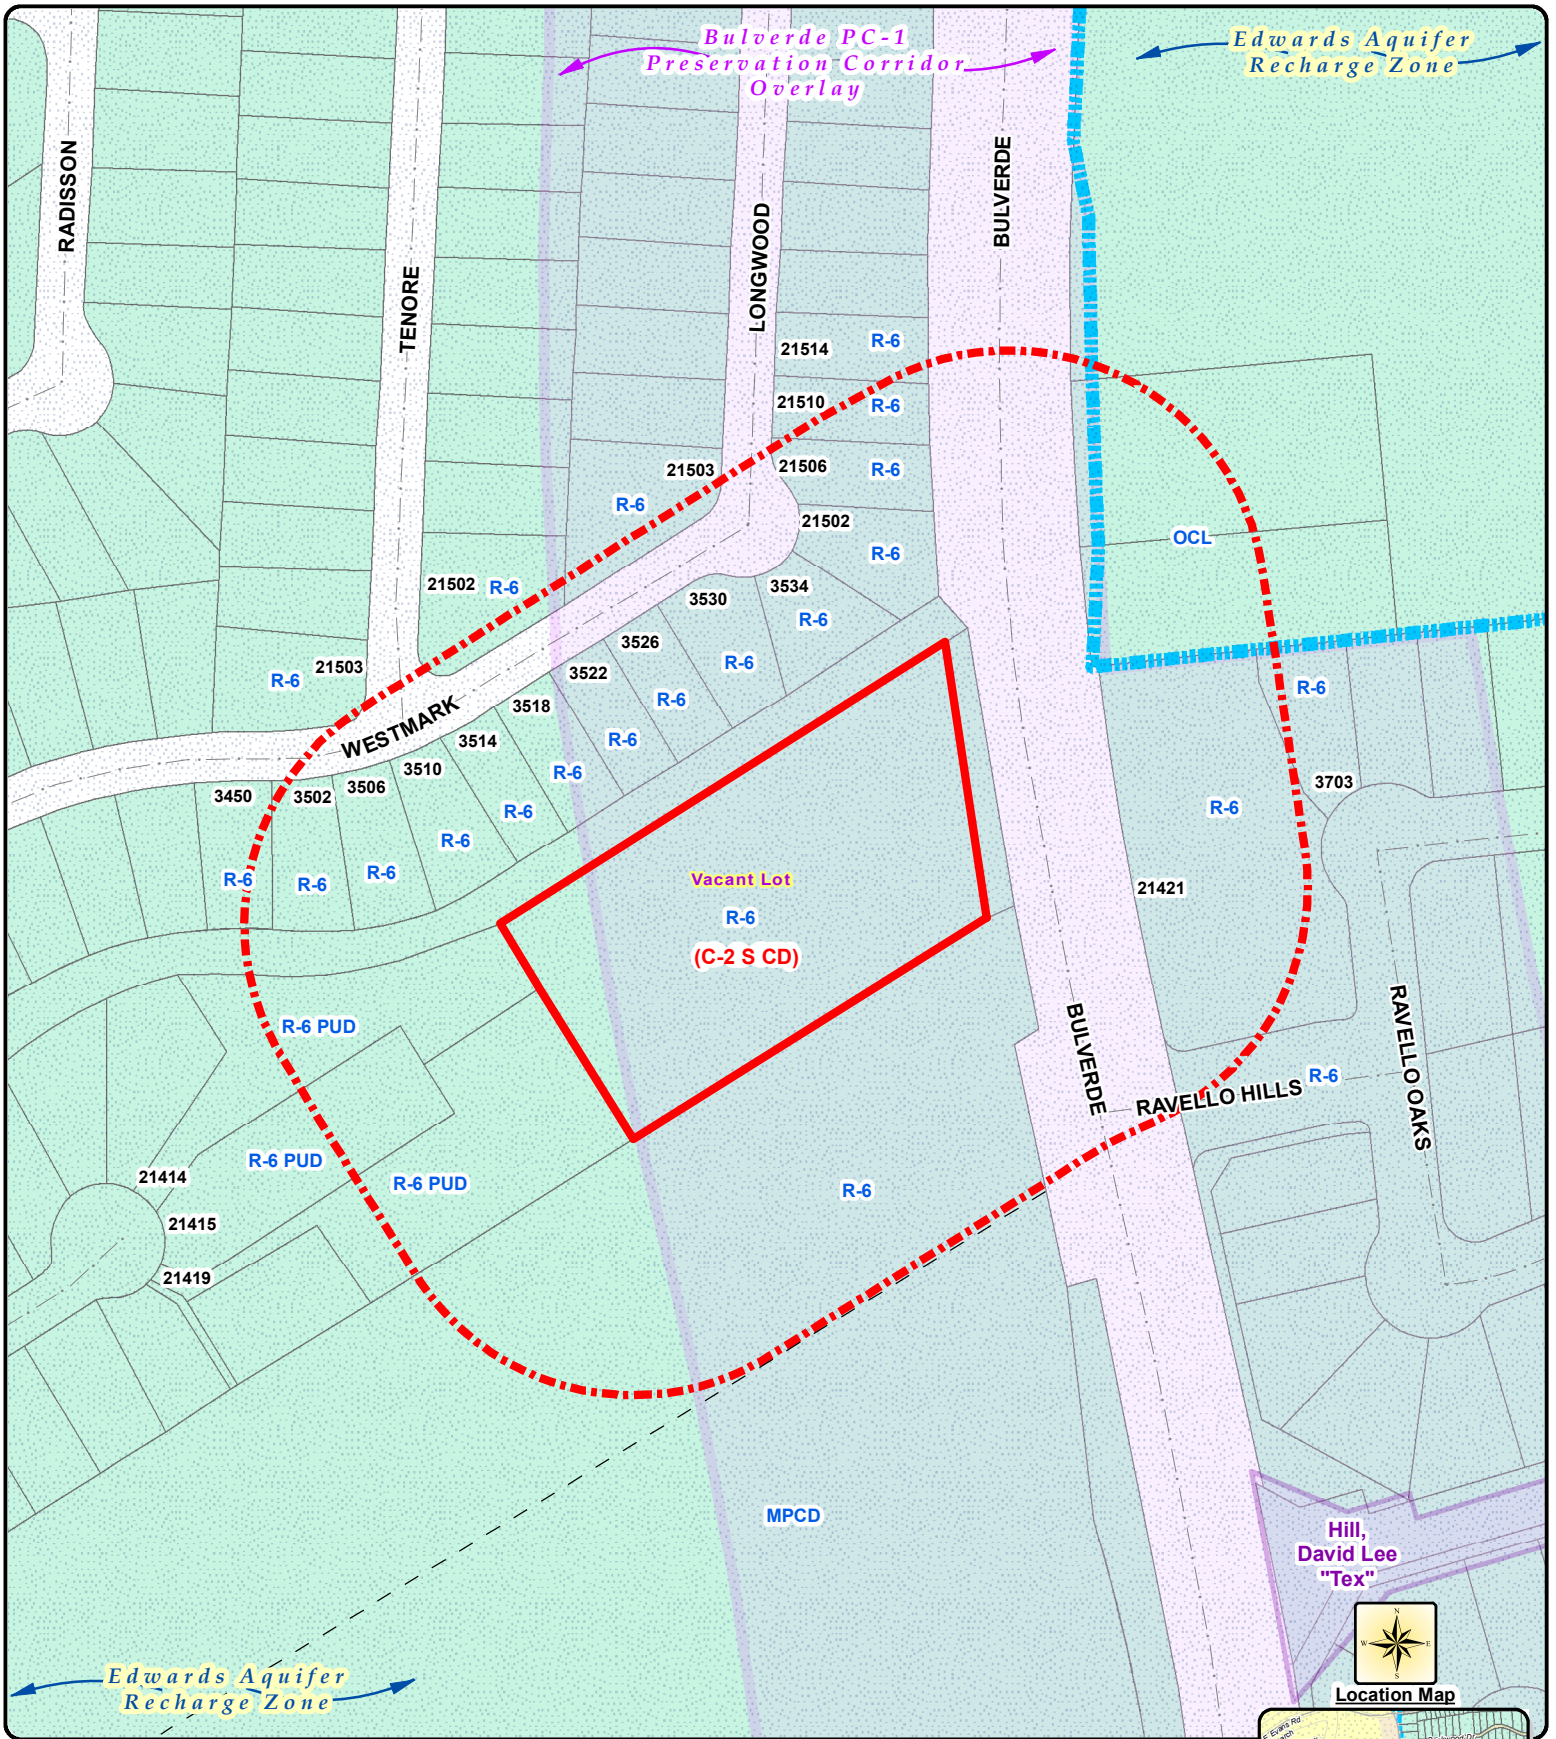 Bulverde PC-1
Preservation Corridor
Overlay
Edwards Aquifer
Recharge Zone
RADISSON
TENORE
LONGWOOD
BULVERDE
21514
R-6
21510
R-6
21503
21506
R-6
R-6
21502
R-6
OCL
21502
R-6
3530
3534
R-6
3526
R-6
21503
R-6
3522
R-6
R-6
3518
R-6
WESTMARK
3514
R-6
3510
R-6
3506
3502
3450
R-6
R-6
R-6
R-6
R-6
3703
R-6
Vacant Lot
R-6
(C-2 S CD)
21421
R-6 PUD
BULVERDE
RAVELLO OAKS
R-6
RAVELLO HILLS
R-6 PUD
21414
R-6 PUD
R-6
21415
21419
MPCD
Hill,
David Lee
"Tex"
N
W
E
S
Edwards Aquifer
Recharge Zone
Location Map
E Evans Rd